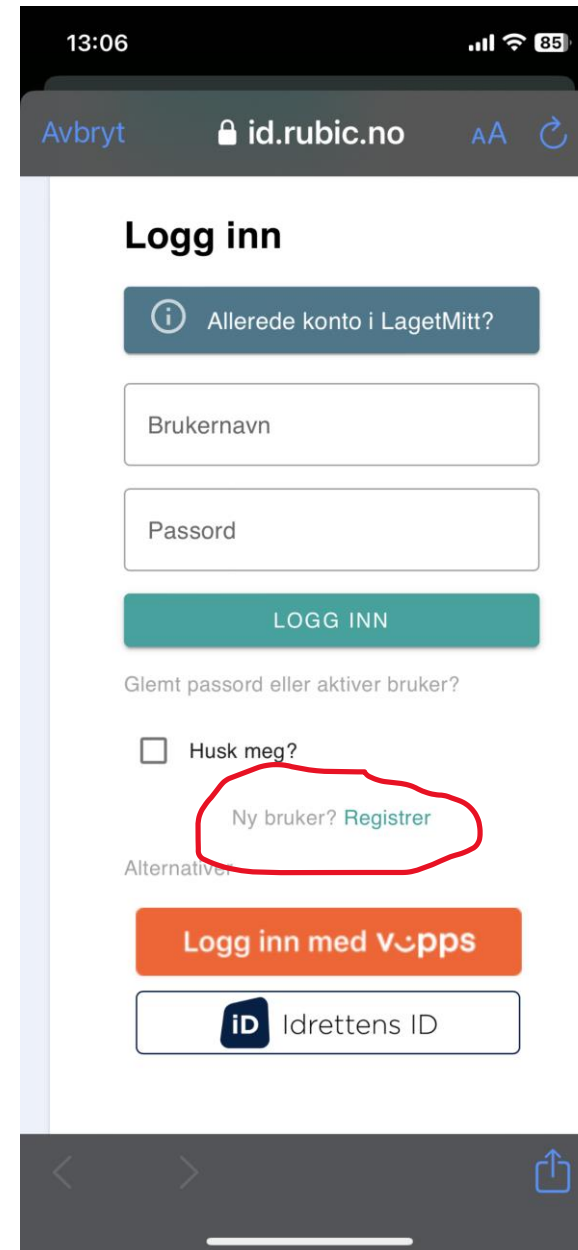 13:06
85
Avbryt
id.rubic.no
AA
Logg inn
Allerede konto i LagetMitt?
Brukernavn
Passord
LOGG INN
Glemt passord eller aktiver bruker?
Husk meg?
Ny bruker? Registrer
Alternativer
Logg inn med vipps
iD Idrettens ID